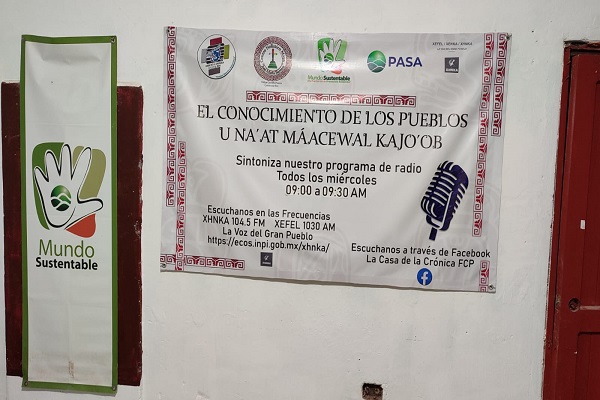 Mundo
Sustentable
Mundo Sustentable
PASA
XEFEL / XHNKA / XHNKA
EL CONOCIMIENTO DE LOS PUEBLOS
U NA´AT MÁACEWAL KAJO´OB
Sintoniza nuestro programa de radio
Todos los miércoles
09:00 a 09:30 AM
Escuchanos en las Frecuencias
XHNKA 104.5 FM XEFEL 1030 AM
La Voz del Gran Pueblo
https://ecos.inpi.gob.mx/xhnka/
Escuchanos a través de Facebook
La Casa de la Crónica FCP